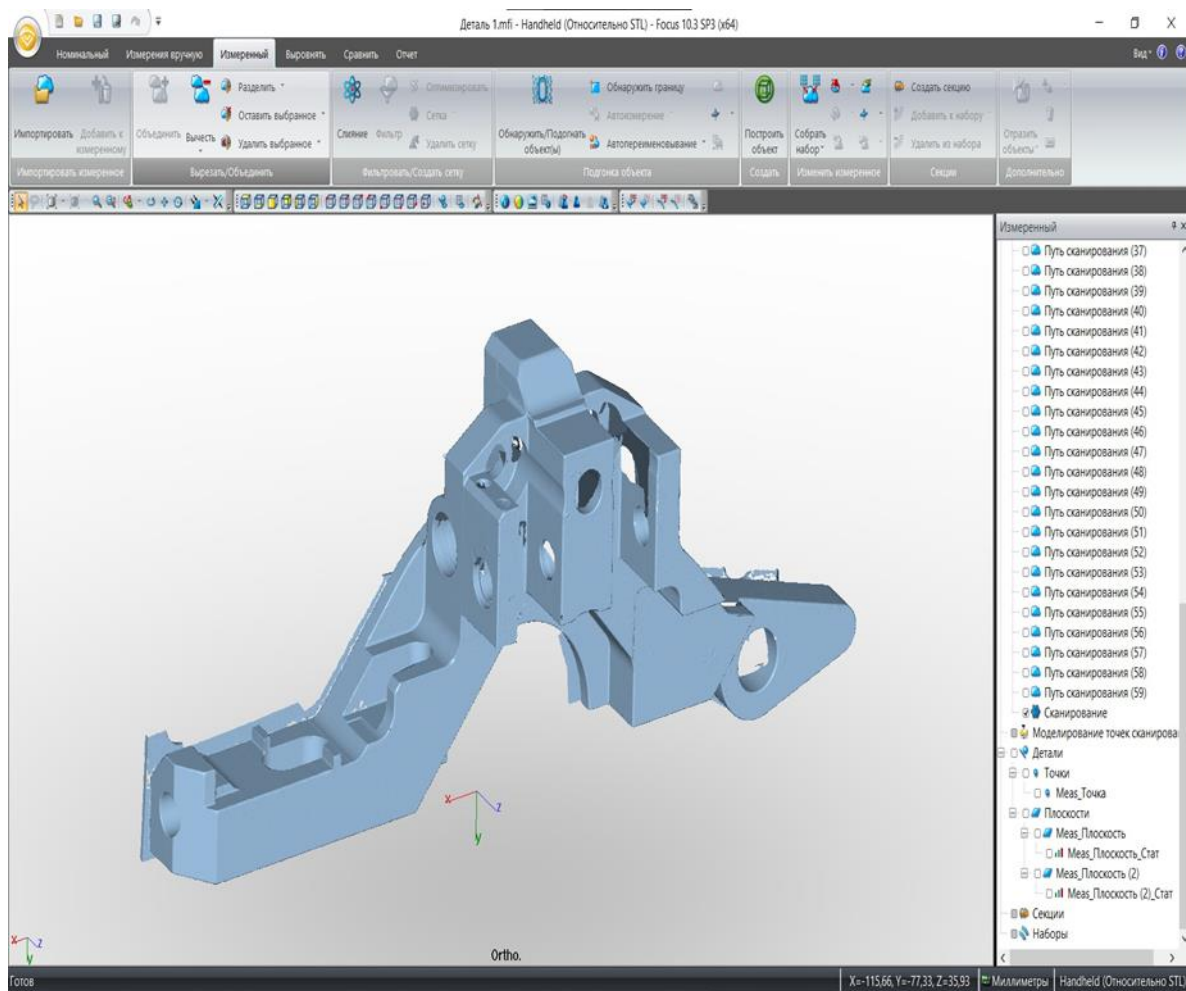 Деталь 1.mfi - Handheld (Относительно STL) - Focus 10.3 SP3 (x64)
Номинальный Измерения вручную Измеренный Выровнять Сравнить Отчет Вид
Импортировать Добавить к измеренному
Объединить Вычесть
Разделить
Оставить выбранное
Удалить выбранное
Слияние Фильтр
Оптимизировать
Сетка
Удалить сетку
Обнаружить/Подогнать объект(ы)
Обнаружить границу
Автоизмерение
Автопереименование
Построить объект
Собрать набор
Создать секцию
Добавить к набору
Удалить из набора
Отразить объекты
Импортировать измеренное Вырезать/Объединить Фильтровать/Создать сетку Подгонка объекта Создать Изменить измеренное Секции Дополнительно
Измеренный
Путь сканирования (37)
Путь сканирования (38)
Путь сканирования (39)
Путь сканирования (40)
Путь сканирования (41)
Путь сканирования (42)
Путь сканирования (43)
Путь сканирования (44)
Путь сканирования (45)
Путь сканирования (46)
Путь сканирования (47)
Путь сканирования (48)
Путь сканирования (49)
Путь сканирования (50)
Путь сканирования (51)
Путь сканирования (52)
Путь сканирования (53)
Путь сканирования (54)
Путь сканирования (55)
Путь сканирования (56)
Путь сканирования (57)
Путь сканирования (58)
Путь сканирования (59)
Сканирование
Моделирование точек сканирова
Детали
Точки
Meas_Точка
Плоскости
Meas_Плоскость
Meas_Плоскость_Стат
Meas_Плоскость (2)
Meas_Плоскость (2)_Стат
Секции
Наборы
x z y
x z y
Ortho.
Готов X=-115,66, Y=-77,33, Z=35,93 Миллиметры Handheld (Относительно STL)